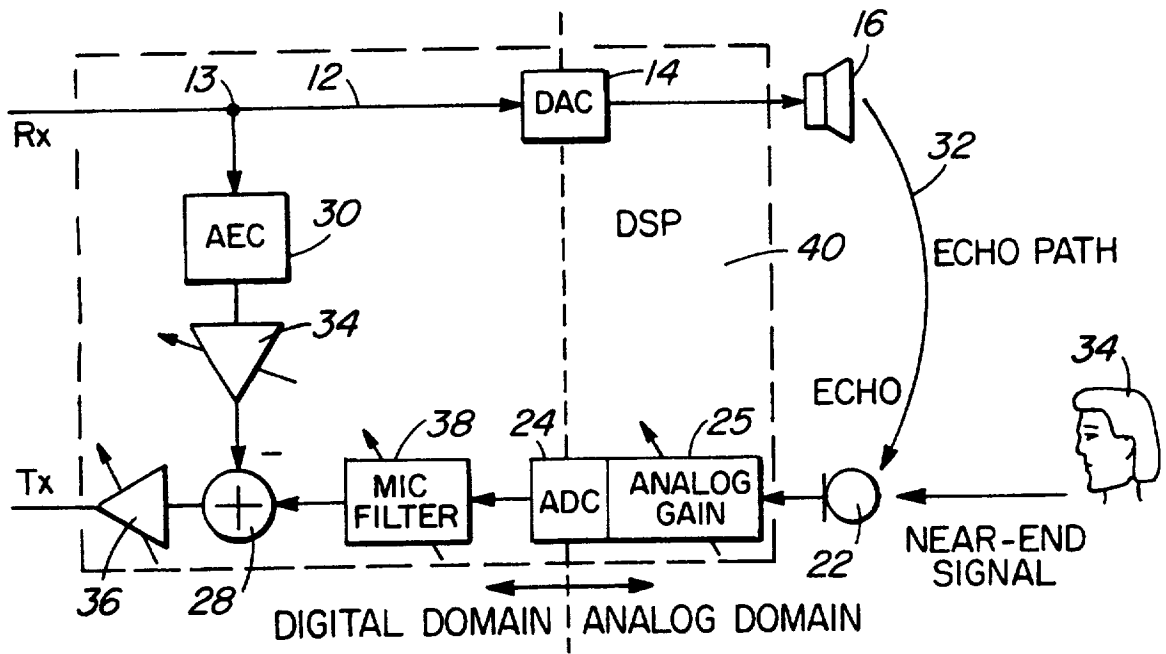 16
13
12
14
DAC
Rx
32
AEC
30
DSP
40
ECHO PATH
34
34
ECHO
38
24
25
Tx
MIC
FILTER
ADC
ANALOG
GAIN
36
28
22
NEAR-END
SIGNAL
DIGITAL DOMAIN
ANALOG DOMAIN
+
−